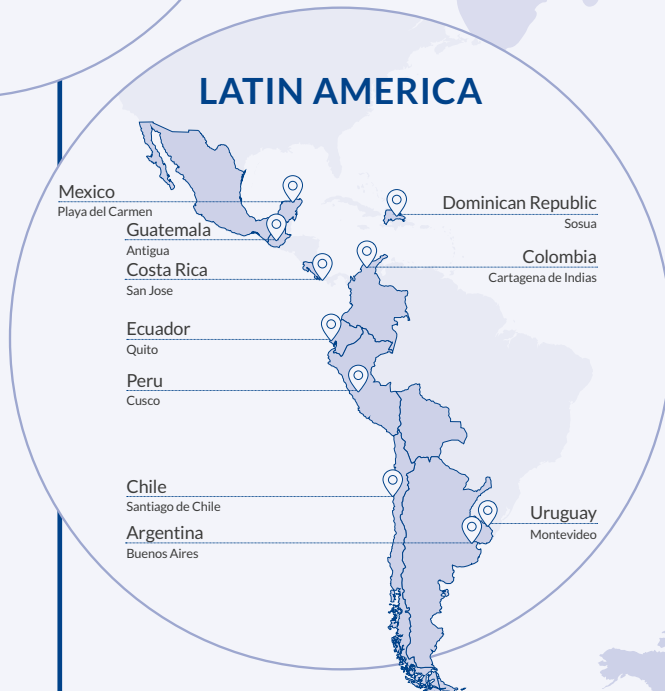 LATIN AMERICA
Mexico
Playa del Carmen
Guatemala
Antigua
Costa Rica
San Jose
Ecuador
Quito
Peru
Cusco
Chile
Santiago de Chile
Argentina
Buenos Aires
Dominican Republic
Sosua
Colombia
Cartagena de Indias
Uruguay
Montevideo